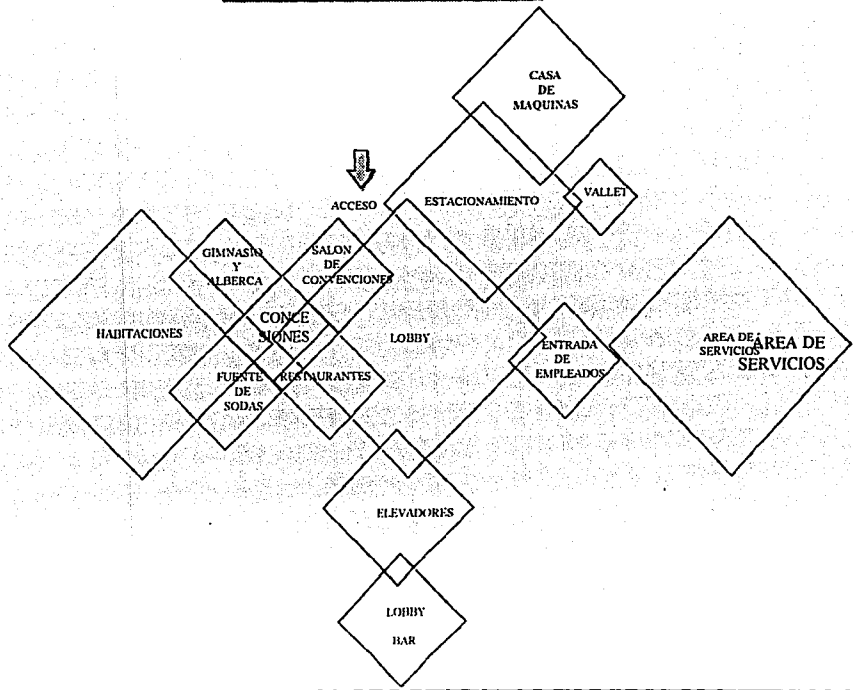 CASA
DE
MAQUINAS
VALLET
ESTACIONAMIENTO
ACCESO
GIMNASIO
Y
ALBERCA
SALON
DE
CONVENCIONES
CONCE
SIONES
HABITACIONES
LOBBY
ENTRADA
DE
EMPLEADOS
AREA DE
SERVICIOS
ÁREA DE
SERVICIOS
FUENTE
DE
SODAS
RESTAURANTES
ELEVADORES
LOBBY
BAR